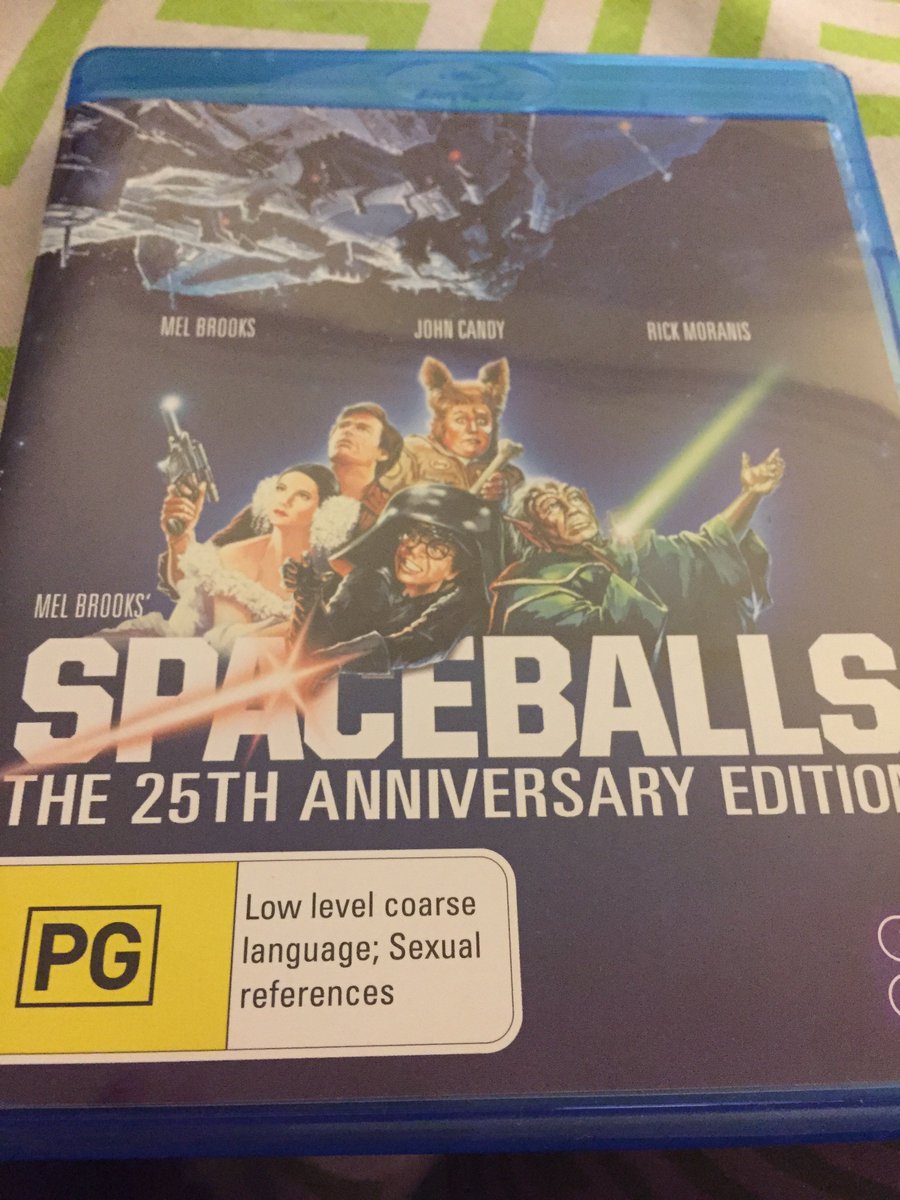 MEL BROOKS JOHN CANDY RICK MORANIS
MEL BROOKS'
SPACEBALLS
THE 25TH ANNIVERSARY EDITION
PG
Low level coarse
language; Sexual
references